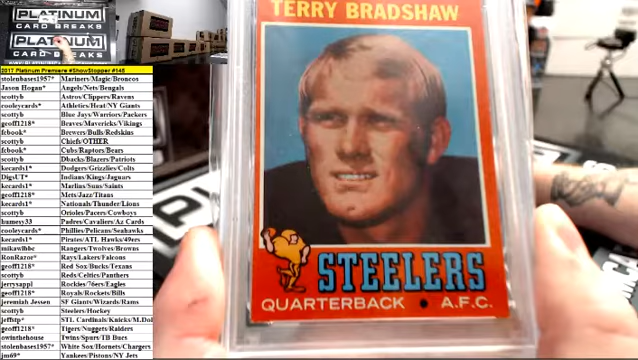 PLATINUM
CARD BREAKS
PLATINUM
CARD BREAKS
2017 Platinum Premiere #ShowStopper #145
stolenbases1957* Mariners/Magic/Broncos
Jason Hogan* Angels/Nets/Bengals
scottyb Astros/Clippers/Ravens
cooleycards* Athletics/Heat/NY Giants
scottyb Blue Jays/Warriors/Packers
geoff1218* Braves/Mavericks/Vikings
fcbook* Brewers/Bulls/Redskins
scottyb Chiefs/OTHER
fcbook* Cubs/Raptors/Bears
scottyb Dbacks/Blazers/Patriots
kecards1* Dodgers/Grizzlies/Colts
DigsUT* Indians/Kings/Jaguars
kecards1* Marlins/Suns/Saints
geoff1218* Mets/Jazz/Titans
kecards1* Nationals/Thunder/Lions
scottyb Orioles/Pacers/Cowboys
humesy33 Padres/Cavaliers/Az Cards
cooleycards* Phillies/Pelicans/Seahawks
kecards1* Pirates/ATL Hawks/49ers
mikawlbbc Rangers/Twolves/Browns
RonRazor* Rays/Lakers/Falcons
geoff1218* Red Sox/Bucks/Texans
scottyb Reds/Celtics/Panthers
jerrysappl Rockies/76ers/Eagles
geoff1218* Royals/Rockets/Bills
jeremiah Jessen SF Giants/Wizards/Rams
scottyb Steelers/Hockey
jeffstp* STL Cardinals/Knicks/M.Dol
geoff1218* Tigers/Nuggets/Raiders
owinthehouse Twins/Spurs/TB Bucs
stolenbases1957* White Sox/Hornets/Chargers
jm69* Yankees/Pistons/NY Jets
TERRY BRADSHAW
STEELERS
QUARTERBACK • A.F.C.